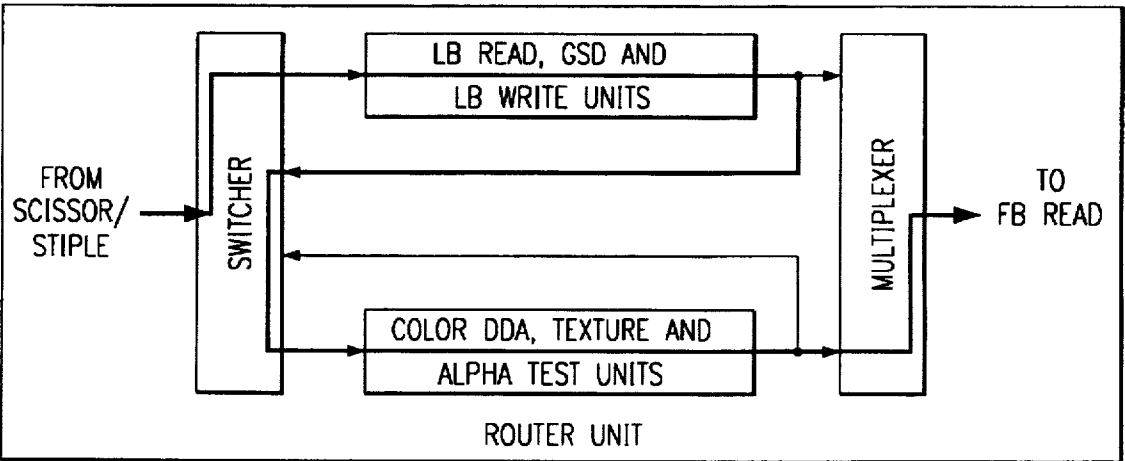 LB READ, GSD AND
LB WRITE UNITS
FROM
SCISSOR/
STIPLE
SWITCHER
MULTIPLEXER
TO
FB READ
COLOR DDA, TEXTURE AND
ALPHA TEST UNITS
ROUTER UNIT